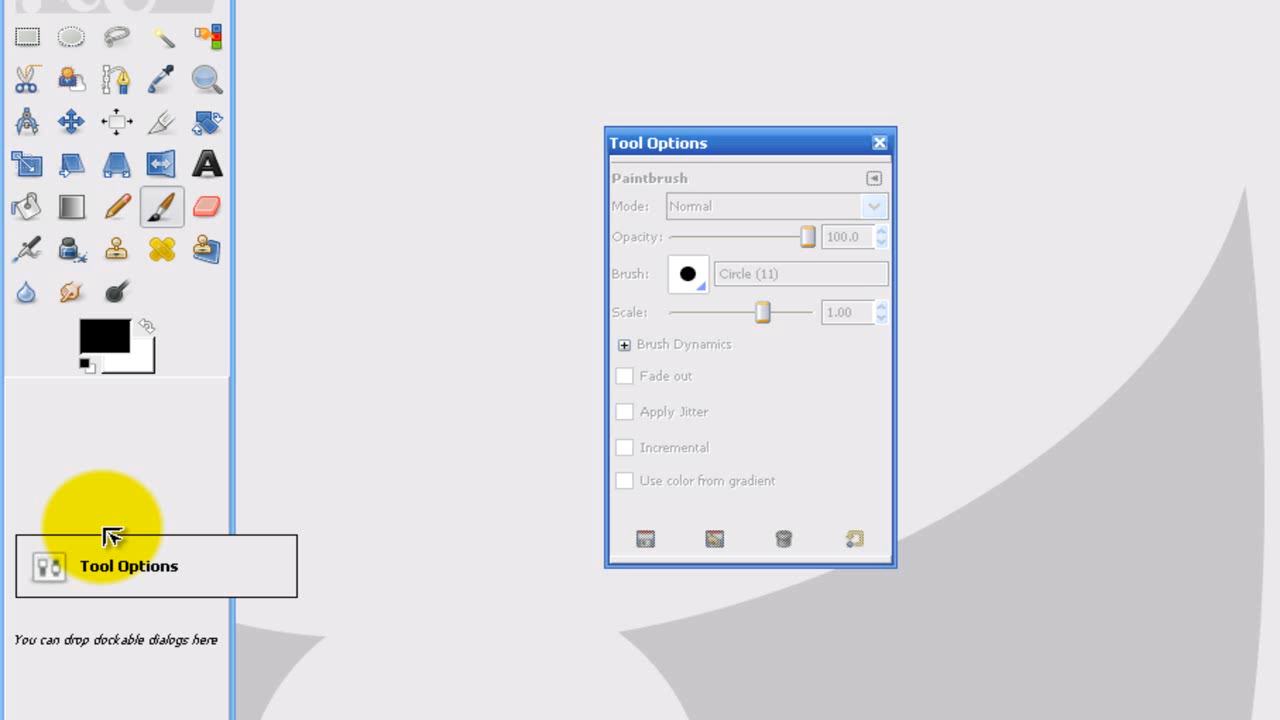 Tool Options
Paintbrush
Mode: Normal
Opacity: 100.0
Brush: Circle (11)
Scale: 1.00
Brush Dynamics
Fade out
Apply Jitter
Incremental
Use color from gradient
Tool Options
You can drop dockable dialogs here